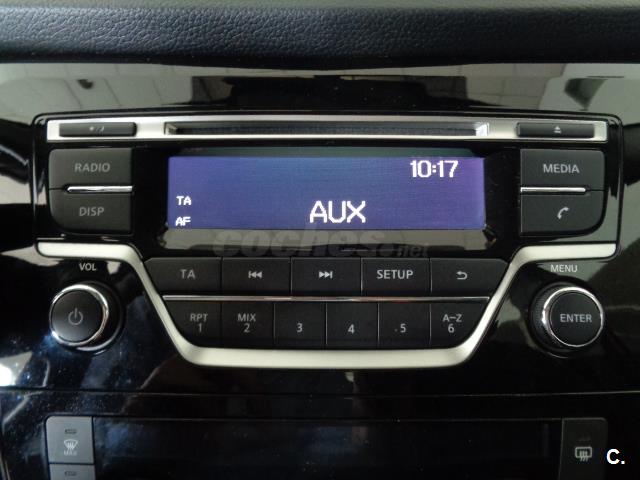 RADIO
10:17
MEDIA
TA
DISP
AUX
AF
coches.net
VOL
TA
SETUP
MENU
RPT
1
MIX
2
3
4
5
A–Z
6
ENTER
MAX
C.